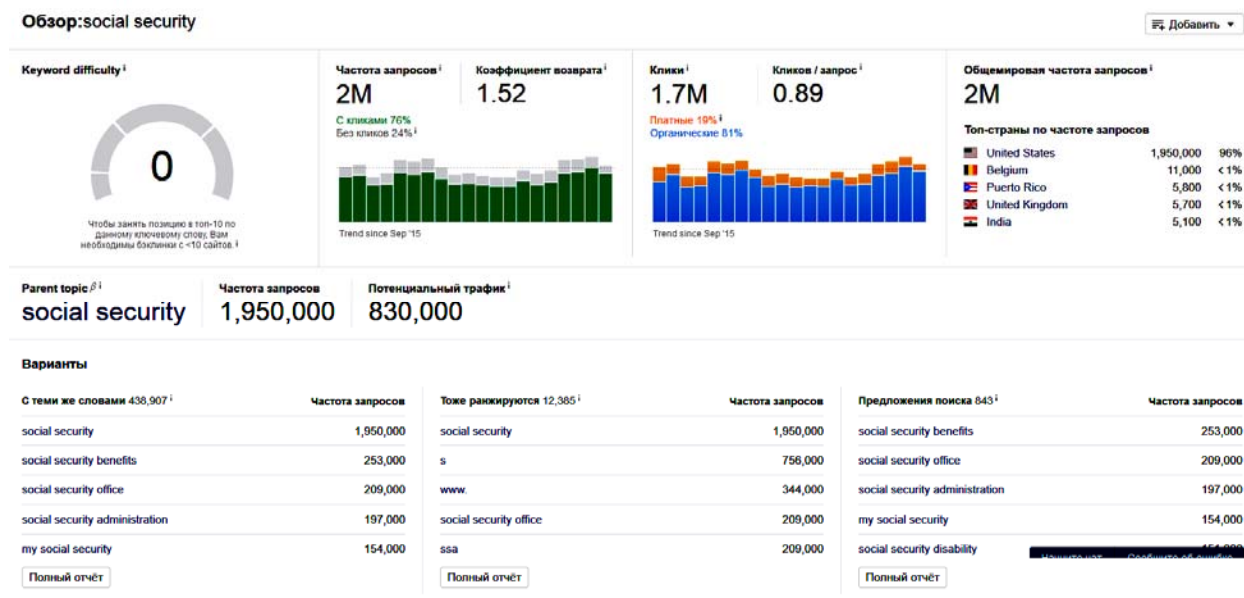 Обзор:social security
Добавить
Keyword difficulty i
0
Чтобы занять позицию в топ-10 по
данному ключевому слову, Вам
необходимы бэклинки с <10 сайтов. i
Частота запросов i
2M
С кликами 76%
Без кликов 24% i
Trend since Sep '15
Коэффициент возврата i
1.52
Клики i
1.7M
Платные 19% i
Органические 81%
Trend since Sep '15
Кликов / запрос i
0.89
Общемировая частота запросов i
2M
Топ-страны по частоте запросов
United States 1,950,000 96%
Belgium 11,000 <1%
Puerto Rico 5,800 <1%
United Kingdom 5,700 <1%
India 5,100 <1%
Parent topic β i
social security
Частота запросов
1,950,000
Потенциальный трафик i
830,000
Варианты
С теми же словами 438,907 i Частота запросов
social security 1,950,000
social security benefits 253,000
social security office 209,000
social security administration 197,000
my social security 154,000
Полный отчёт
Тоже ранжируются 12,385 i Частота запросов
social security 1,950,000
s 756,000
www. 344,000
social security office 209,000
ssa 209,000
Полный отчёт
Предложения поиска 843 i Частота запросов
social security benefits 253,000
social security office 209,000
social security administration 197,000
my social security 154,000
social security disability
Полный отчёт